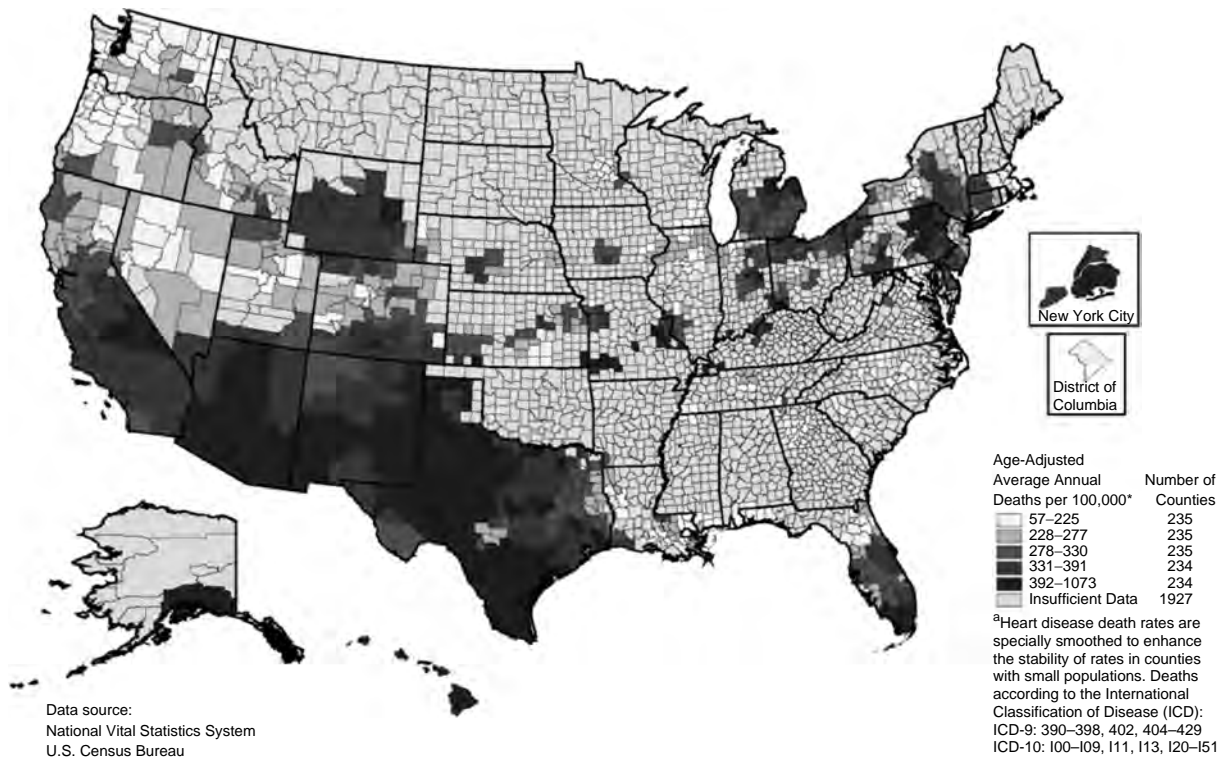 New York City
District of
Columbia
Age-Adjusted
Average Annual Number of
Deaths per 100,000* Counties
57–225 235
228–277 235
278–330 235
331–391 234
392–1073 234
Insufficient Data 1927
aHeart disease death rates are
specially smoothed to enhance
the stability of rates in counties
with small populations. Deaths
according to the International
Classification of Disease (ICD):
ICD-9: 390–398, 402, 404–429
ICD-10: I00–I09, I11, I13, I20–I51
Data source:
National Vital Statistics System
U.S. Census Bureau